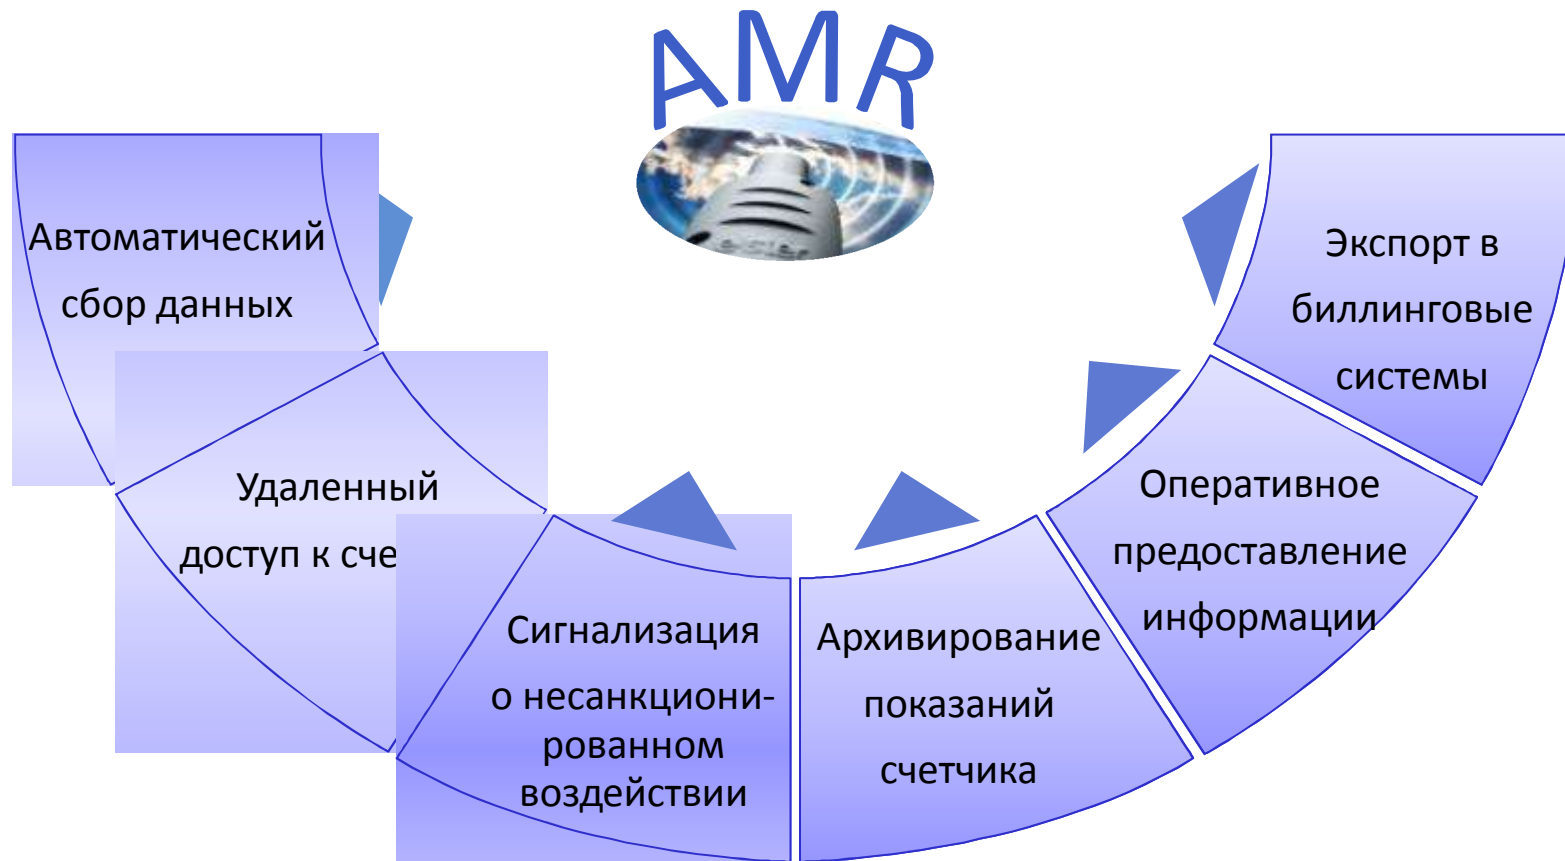 AMR
Автоматический
сбор данных
Удаленный
доступ к сче
Сигнализация
о несанкциони-
рованном
воздействии
Архивирование
показаний
счетчика
Оперативное
предоставление
информации
Экспорт в
биллинговые
системы